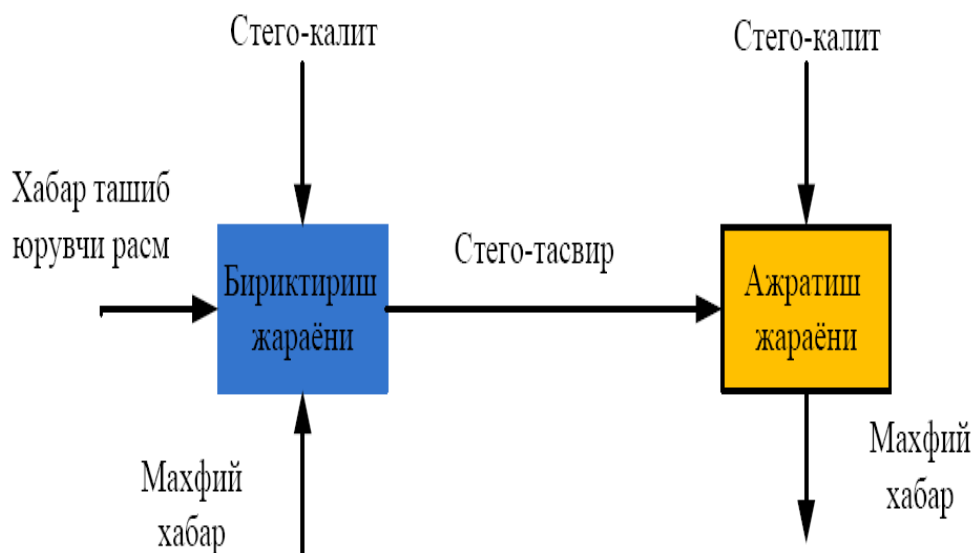 Стего-калит
Стего-калит
Хабар ташиб
юрувчи расм
Бириктириш
жараёни
Стего-тасвир
Ажратиш
жараёни
Махфий
хабар
Махфий
хабар